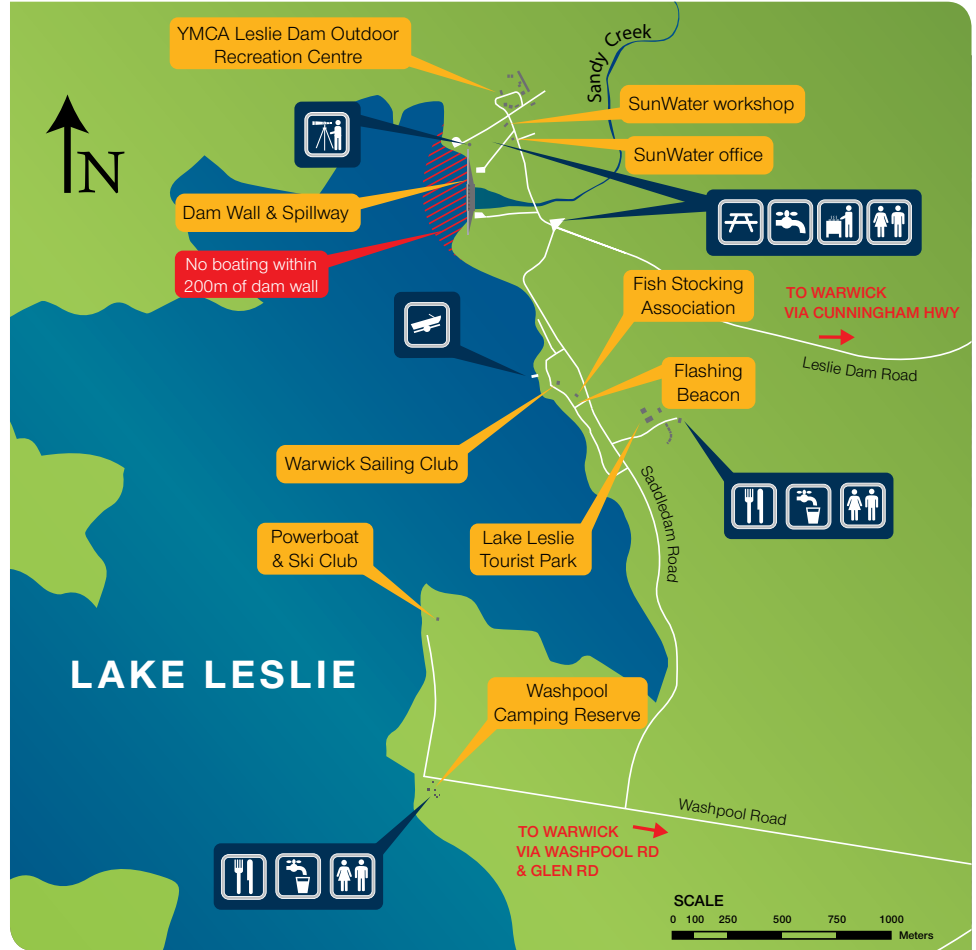 YMCA Leslie Dam Outdoor
Recreation Centre
Sandy Creek
SunWater workshop
SunWater office
N
Dam Wall & Spillway
No boating within
200m of dam wall
Fish Stocking
Association
TO WARWICK
VIA CUNNINGHAM HWY
Leslie Dam Road
Flashing
Beacon
Warwick Sailing Club
Saddledam Road
Powerboat
& Ski Club
Lake Leslie
Tourist Park
LAKE LESLIE
Washpool
Camping Reserve
Washpool Road
TO WARWICK
VIA WASHPOOL RD
& GLEN RD
SCALE
0 100 250 500 750 1000
Meters